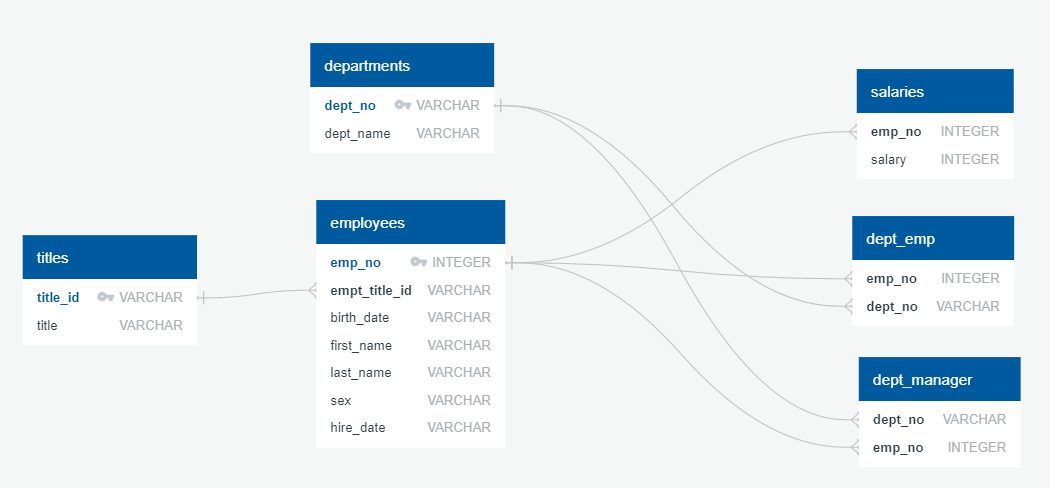 departments
dept_no VARCHAR
dept_name VARCHAR
salaries
emp_no INTEGER
salary INTEGER
employees
emp_no INTEGER
empt_title_id VARCHAR
birth_date VARCHAR
first_name VARCHAR
last_name VARCHAR
sex VARCHAR
hire_date VARCHAR
titles
title_id VARCHAR
title VARCHAR
dept_emp
emp_no INTEGER
dept_no VARCHAR
dept_manager
dept_no VARCHAR
emp_no INTEGER